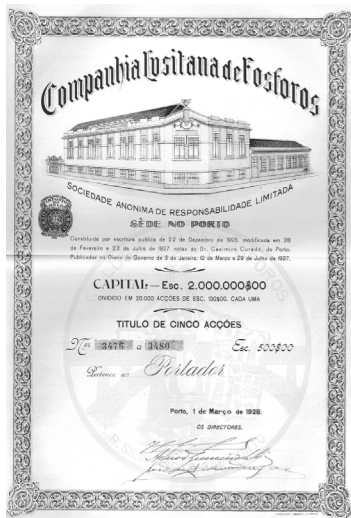 Companhia Lusitana de Fosforos
SOCIEDADE ANONIMA DE RESPONSABILIDADE LIMITADA
SÉDE NO PORTO
Constituida por escritura publica de 22 de Dezembro de 1926, modificada em 28
de Fevereiro e 23 de Julho de 1927, notas do Dr. Casimiro Curado, do Porto.
Publicadas no Diario do Governo de 3 de Janeiro, 10 de Março e 29 de Julho de 1927.
CAPITAL—Esc. 2.000.000$00
DIVIDIDO EM 20.000 ACÇÕES DE ESC. 100$00, CADA UMA
TITULO DE CINCO ACÇÕES
Nos 3476 a 3480 Esc. 500$00
Pertence ao Portador
Porto, 1 de Março de 1928.
OS DIRECTORES,